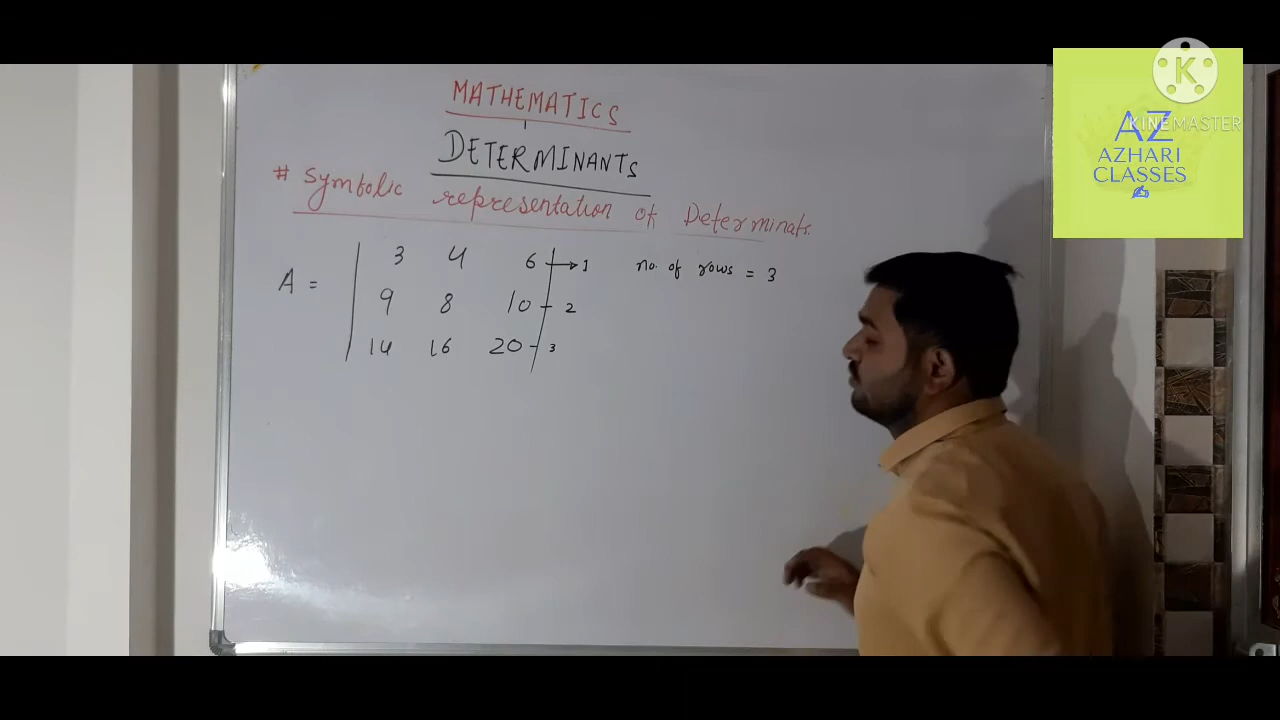 MATHEMATICS
DETERMINANTS
# Symbolic representation of Determinats.
A = | 3 4 6 | → 1 no. of rows = 3
9 8 10 - 2
14 16 20 - 3
KINEMASTER
AZ
AZHARI
CLASSES